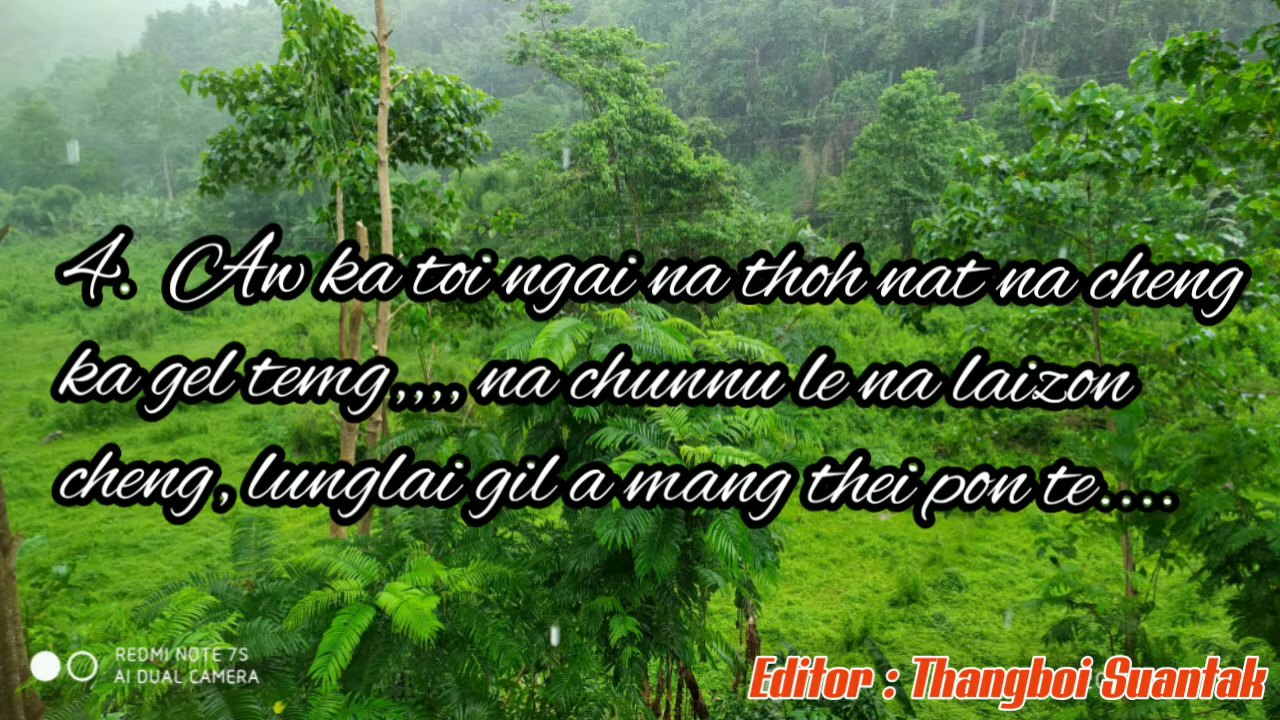 4. Aw ka toi ngai na thoh nat na cheng
ka gel temg,,,, na chunnu le na laizon
cheng, lunglai gil a mang thei pon te....
REDMI NOTE 7S
AI DUAL CAMERA
Editor : Thangboi Suantak